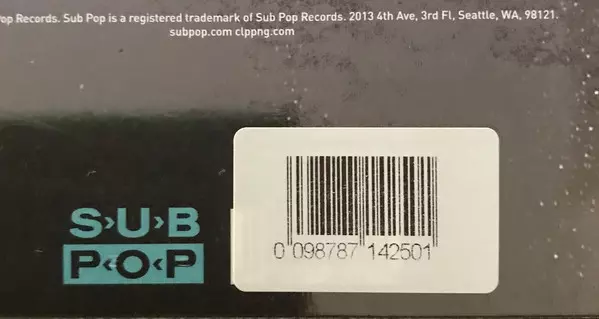 op Records. Sub Pop is a registered trademark of Sub Pop Records. 2013 4th Ave, 3rd Fl, Seattle, WA, 98121.
subpop.com clppng.com
S›U›B
P‹O‹P
0 098787 142501